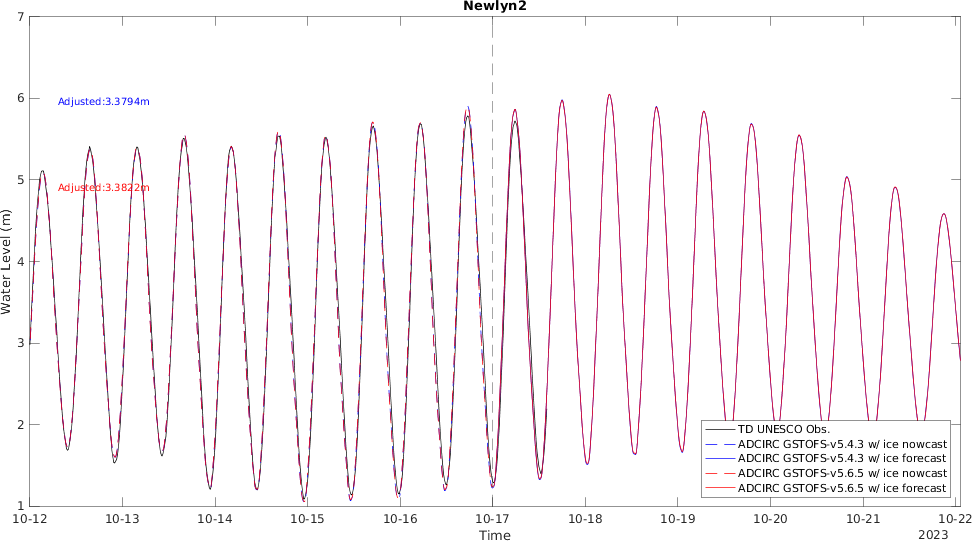 Newlyn2
7
6
5
4
3
2
1
Water Level (m)
Adjusted:3.3794m
Adjusted:3.3822m
TD UNESCO Obs.
ADCIRC GSTOFS-v5.4.3 w/ ice nowcast
ADCIRC GSTOFS-v5.4.3 w/ ice forecast
ADCIRC GSTOFS-v5.6.5 w/ ice nowcast
ADCIRC GSTOFS-v5.6.5 w/ ice forecast
10-12 10-13 10-14 10-15 10-16 10-17 10-18 10-19 10-20 10-21 10-22
Time
2023